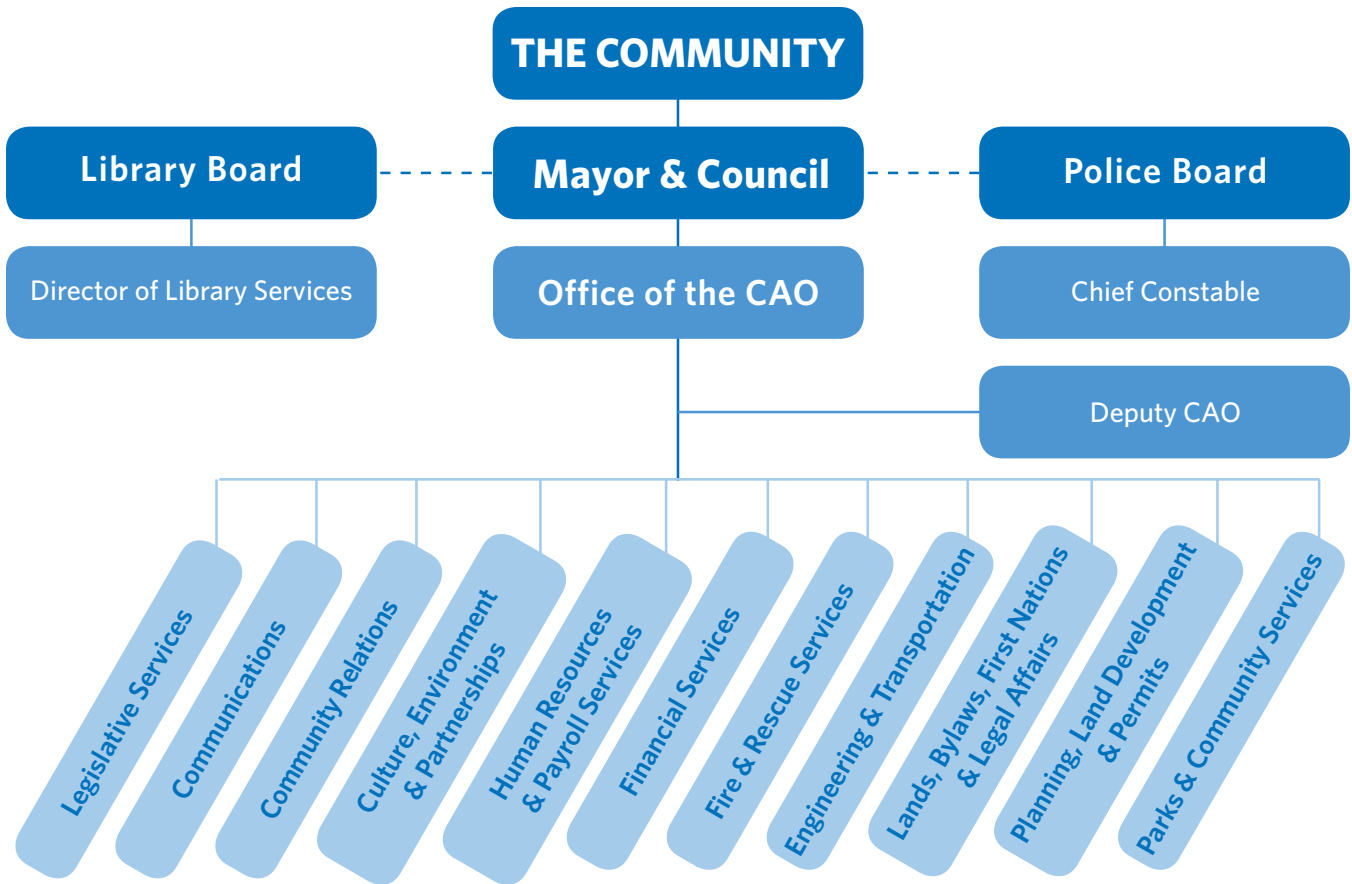 THE COMMUNITY
Library Board
Mayor & Council
Police Board
Director of Library Services
Office of the CAO
Chief Constable
Deputy CAO
Legislative Services
Communications
Community Relations
Culture, Environment
& Partnerships
Human Resources
& Payroll Services
Financial Services
Fire & Rescue Services
Engineering & Transportation
Lands, Bylaws, First Nations
& Legal Affairs
Planning, Land Development
& Permits
Parks & Community Services